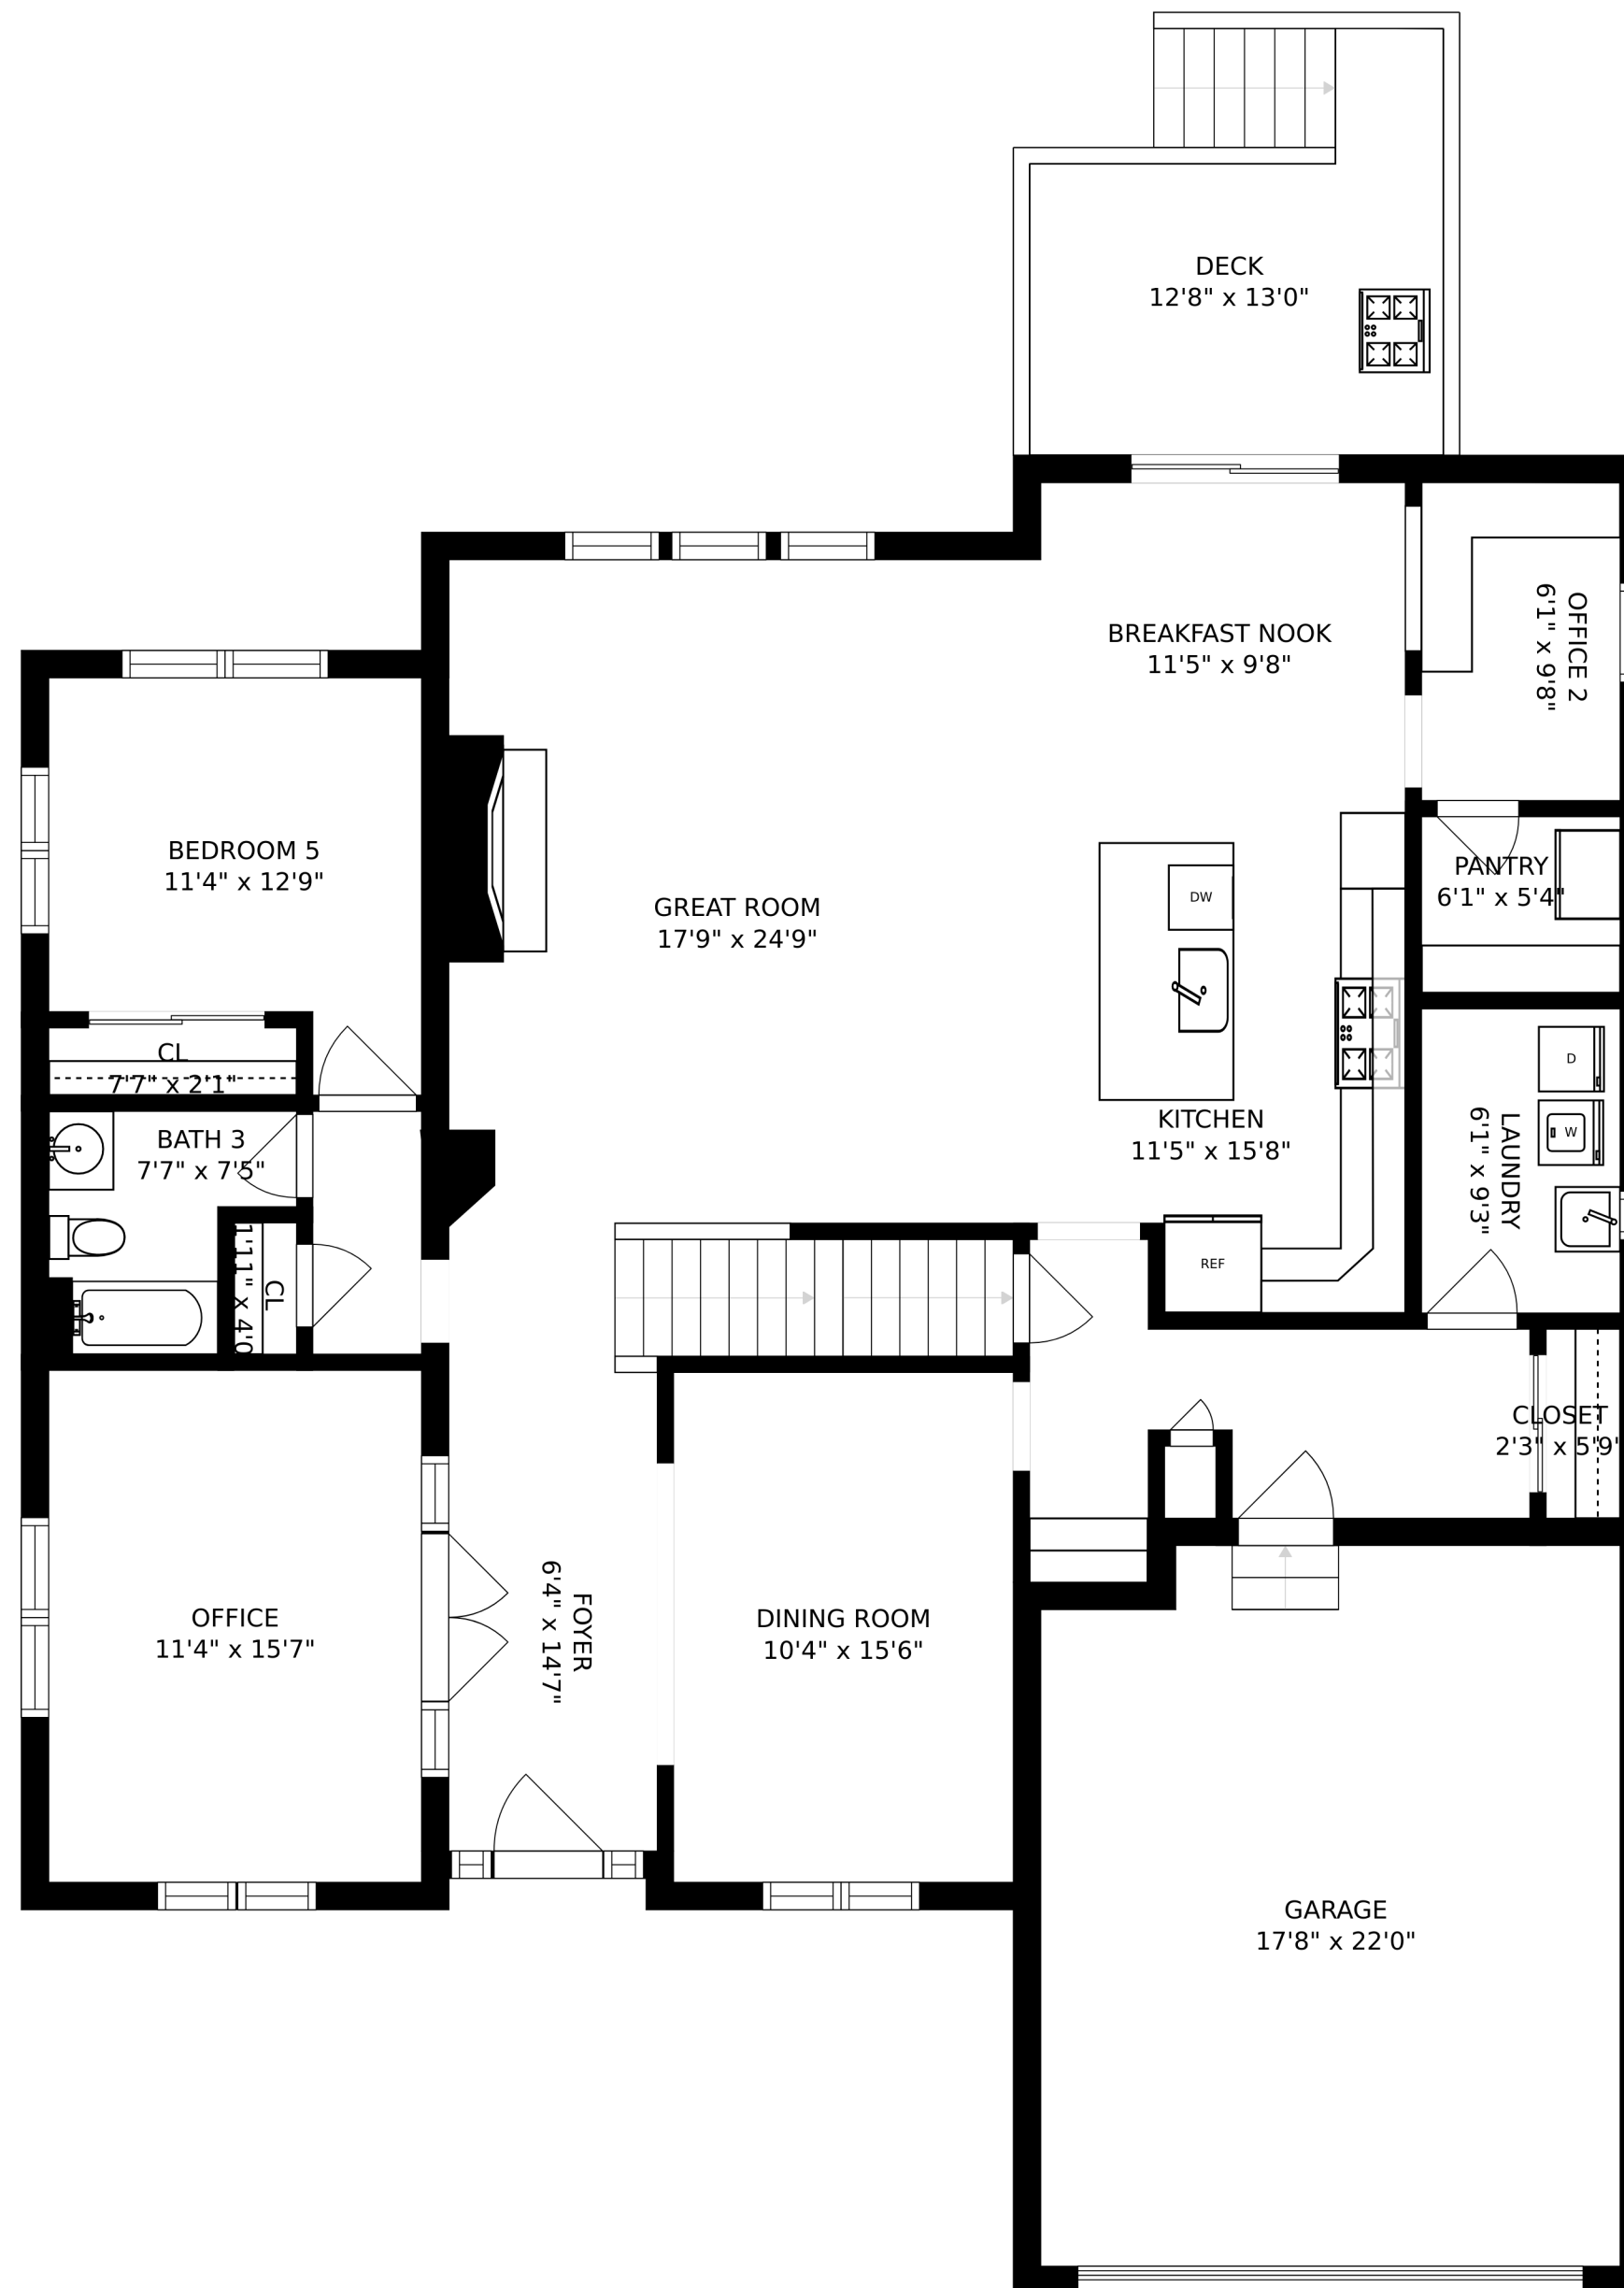 DECK
12'8" x 13'0"
BREAKFAST NOOK
11'5" x 9'8"
OFFICE 2
6'1" x 9'8"
BEDROOM 5
11'4" x 12'9"
GREAT ROOM
17'9" x 24'9"
DW
PANTRY
6'1" x 5'4"
CL
7'7" x 2'1"
BATH 3
7'7" x 7'5"
KITCHEN
11'5" x 15'8"
D
W
LAUNDRY
6'1" x 9'3"
REF
CL
1'11" x 4'0
CLOSET
2'3" x 5'9"
OFFICE
11'4" x 15'7"
FOYER
6'4" x 14'7"
DINING ROOM
10'4" x 15'6"
GARAGE
17'8" x 22'0"